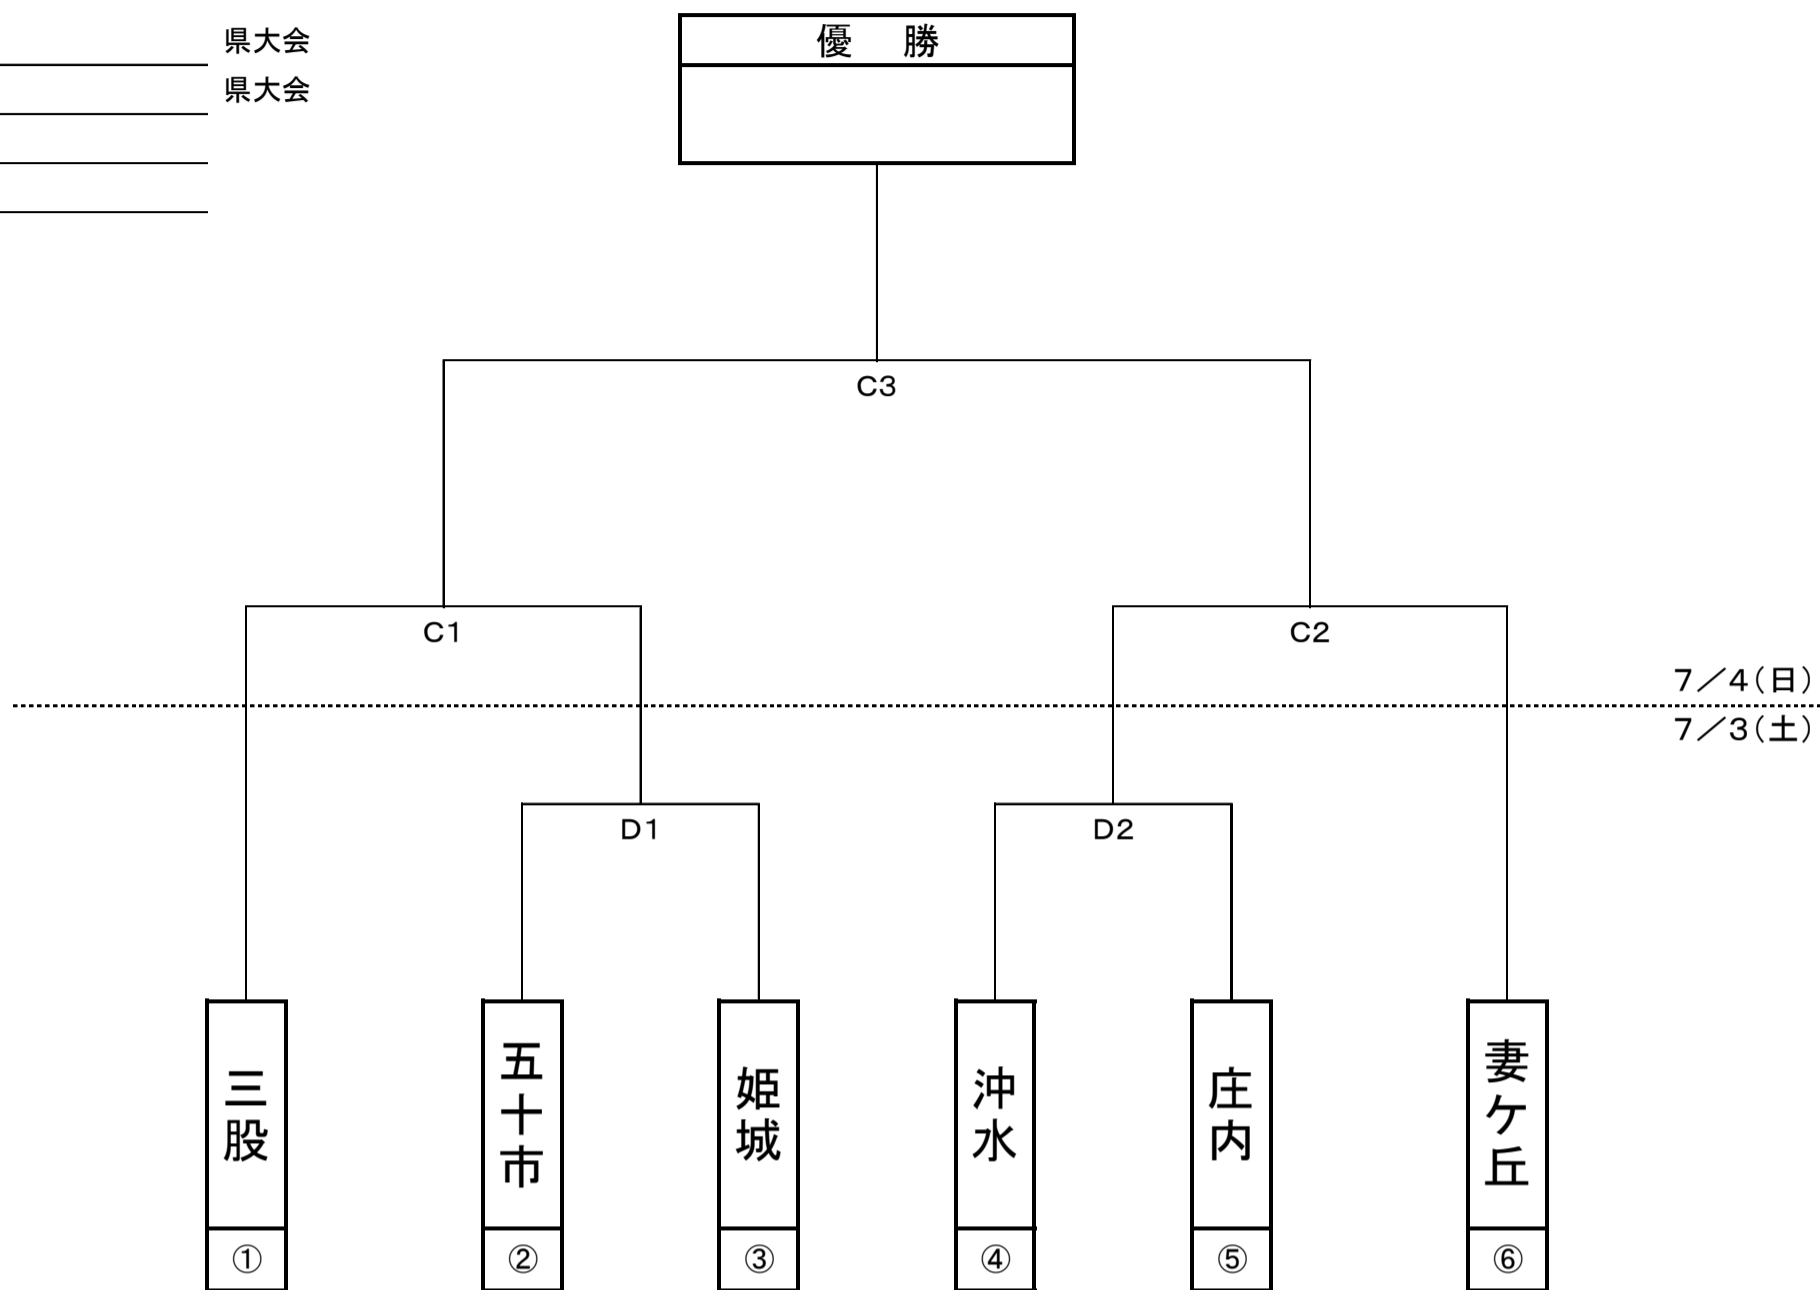 県大会
県大会
優　勝
C3
C1
C2
７／４（日）
７／３（土）
D1
D2
三股
五十市
姫城
沖水
庄内
妻ケ丘
①
②
③
④
⑤
⑥